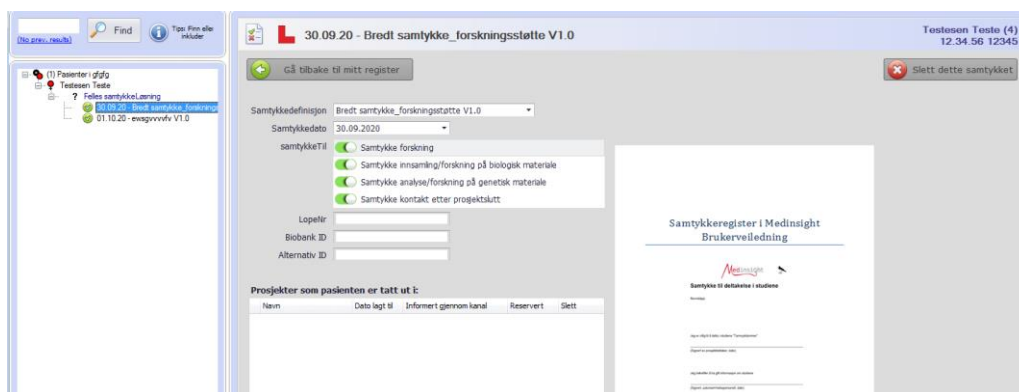 Find
Tips: Finn eller
inkluder
(No prev. results)
30.09.20 - Bredt samtykke_forskningsstøtte V1.0
Testesen Teste (4)
12.34.56 12345
Gå tilbake til mitt register
Slett dette samtykket
(1) Pasienter i gfgfg
Testesen Teste
? Felles samtykkeLøsning
30.09.20 - Bredt samtykke_forsknings
01.10.20 - ewsgvvvvfv V1.0
Samtykkedefinisjon Bredt samtykke_forskningsstøtte V1.0
Samtykkedato 30.09.2020
samtykkeTil Samtykke forskning
Samtykke innsamling/forskning på biologisk materiale
Samtykke analyse/forskning på genetisk materiale
Samtykke kontakt etter prosjektslutt
LopeNr
Biobank ID
Alternativ ID
Prosjekter som pasienten er tatt ut i:
Navn Dato lagt til Informert gjennom kanal Reservert Slett
Samtykkeregister i Medinsight
Brukerveiledning
Medinsight
Samtykke til deltakelse i studiene